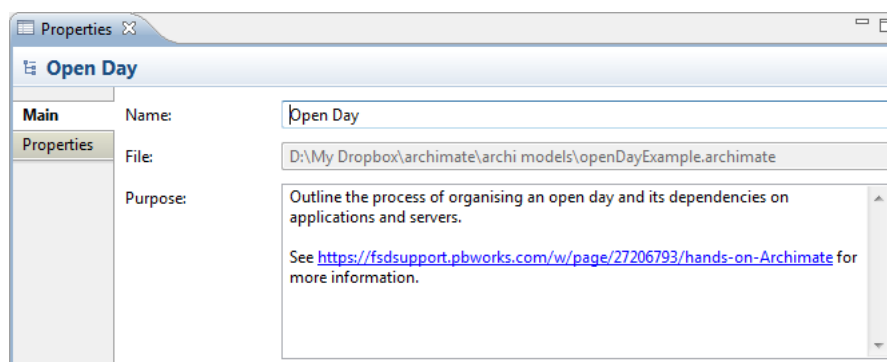 Properties
Open Day
Main
Properties
Name:
Open Day
File:
D:\My Dropbox\archimate\archi models\openDayExample.archimate
Purpose:
Outline the process of organising an open day and its dependencies on
applications and servers.
See https://fsdsupport.pbworks.com/w/page/27206793/hands-on-Archimate for
more information.